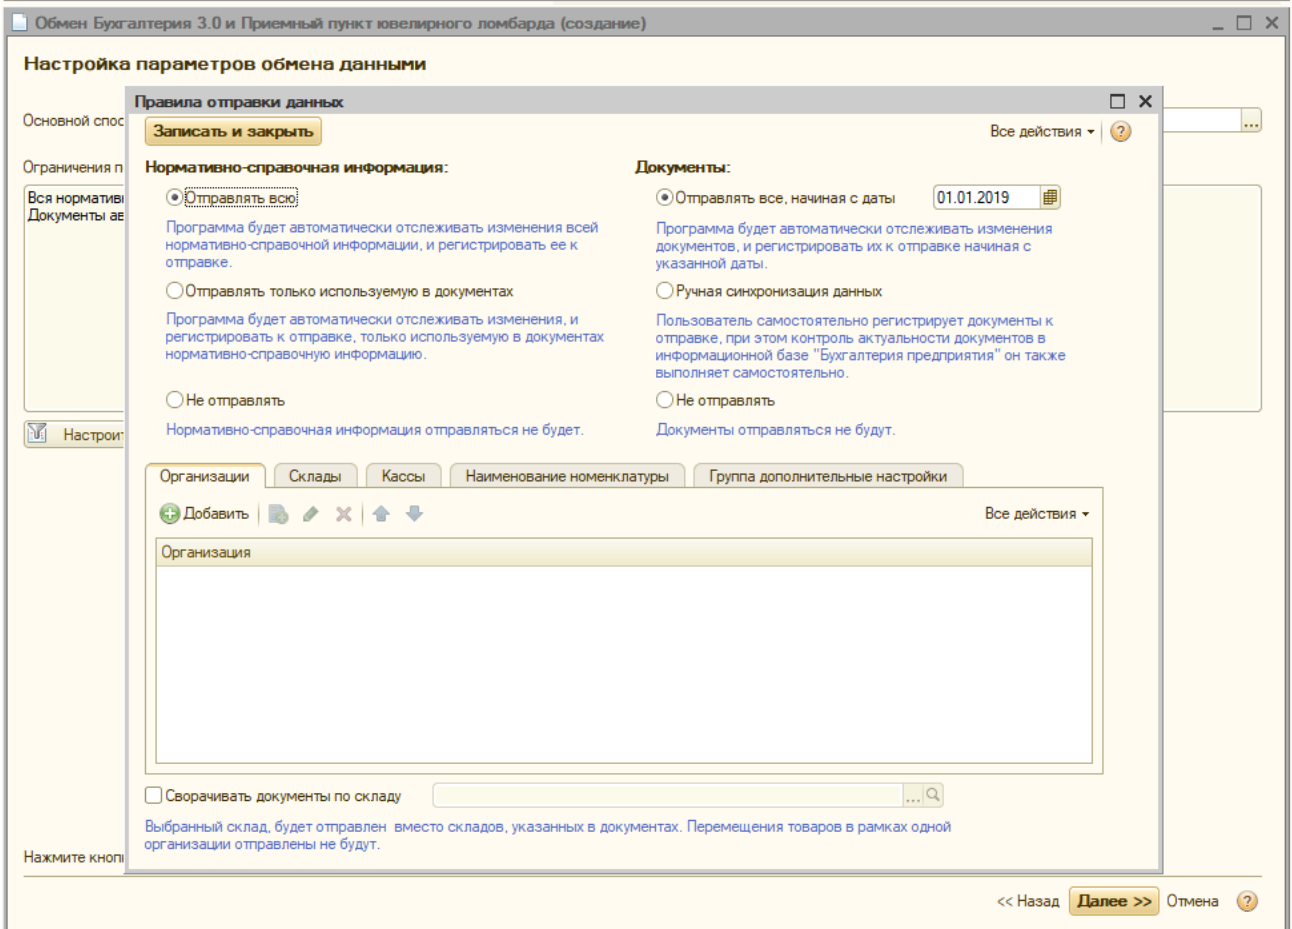 Обмен Бухгалтерия 3.0 и Приемный пункт ювелирного ломбарда (создание)
Настройка параметров обмена данными
Правила отправки данных
Основной спос
...
Записать и закрыть
Все действия
?
Ограничения п
Нормативно-справочная информация:
Документы:
Вся норматив
Документы ав
Отправлять всю
Отправлять все, начиная с даты
01.01.2019
Программа будет автоматически отслеживать изменения всей
нормативно-справочной информации, и регистрировать ее к
отправке.
Программа будет автоматически отслеживать изменения
документов, и регистрировать их к отправке начиная с
указанной даты.
Отправлять только используемую в документах
Ручная синхронизация данных
Программа будет автоматически отслеживать изменения, и
регистрировать к отправке, только используемую в документах
нормативно-справочную информацию.
Пользователь самостоятельно регистрирует документы к
отправке, при этом контроль актуальности документов в
информационной базе "Бухгалтерия предприятия" он также
выполняет самостоятельно.
Не отправлять
Не отправлять
Настроит
Нормативно-справочная информация отправляться не будет.
Документы отправляться не будут.
Организации
Склады
Кассы
Наименование номенклатуры
Группа дополнительные настройки
Добавить
Все действия
Организация
Сворачивать документы по складу
...
Выбранный склад, будет отправлен вместо складов, указанных в документах. Перемещения товаров в рамках одной
организации отправлены не будут.
Нажмите кноп
<< Назад
Далее >>
Отмена
?